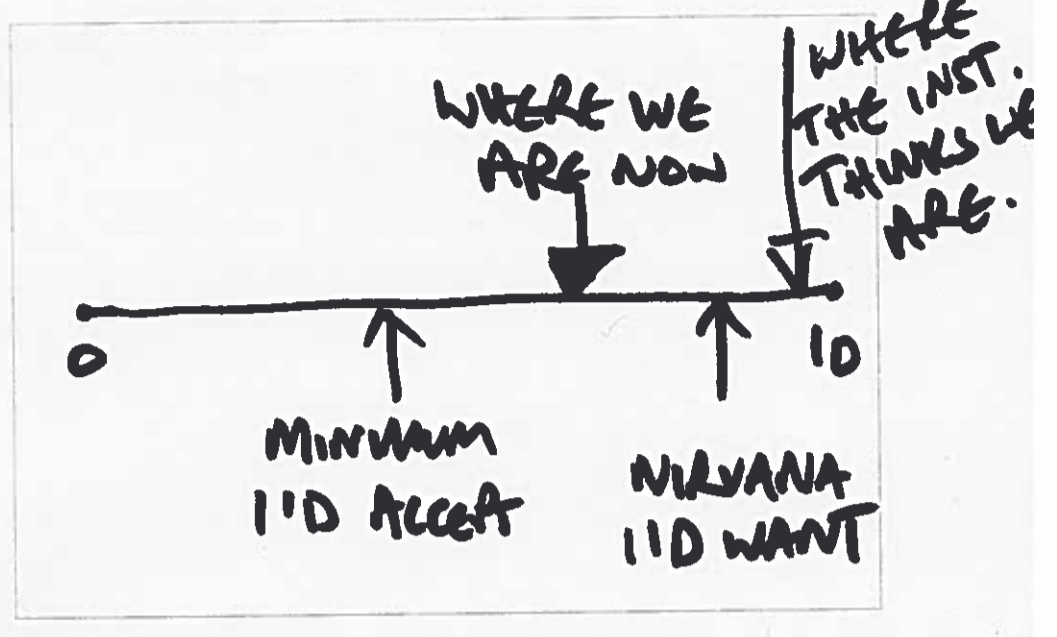 WHERE WE
ARE NOW
WHERE
THE INST.
THINKS WE
ARE.
0
10
MINIMUM
I'D ACCEPT
NIRVANA
I'D WANT